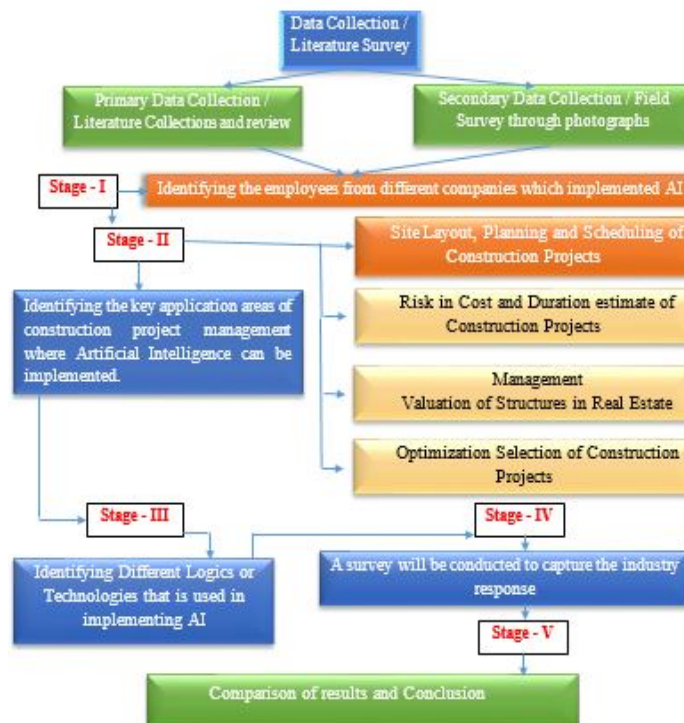 Data Collection /
Literature Survey
Primary Data Collection /
Literature Collections and review
Secondary Data Collection / Field
Survey through photographs
Stage - I
Identifying the employees from different companies which implemented AI
Stage - II
Site Layout, Planning and Scheduling of
Construction Projects
Identifying the key application areas of
construction project management
where Artificial Intelligence can be
implemented.
Risk in Cost and Duration estimate of
Construction Projects
Management
Valuation of Structures in Real Estate
Optimization Selection of Construction
Projects
Stage - III
Stage - IV
Identifying Different Logics or
Technologies that is used in
implementing AI
A survey will be conducted to capture the industry
response
Stage - V
Comparison of results and Conclusion